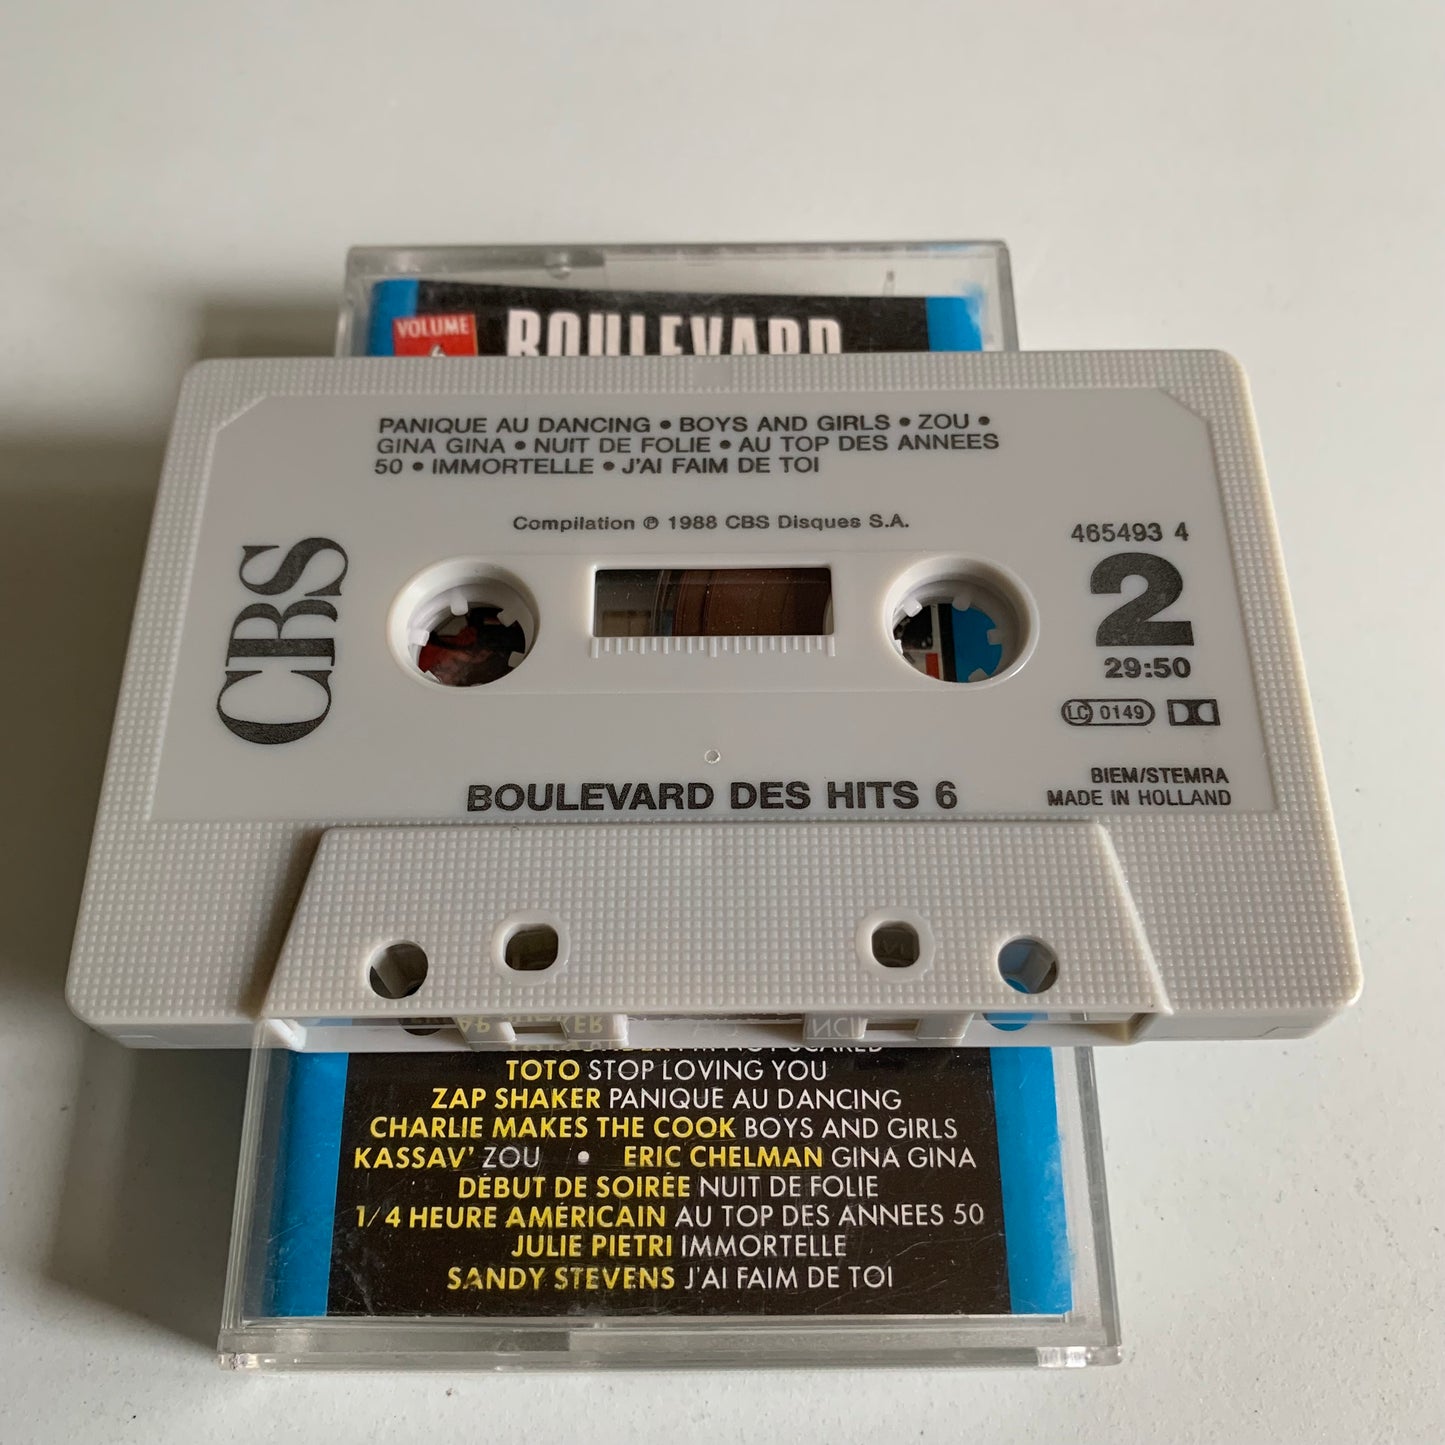 VOLUME
6
BOULEVARD
PANIQUE AU DANCING • BOYS AND GIRLS • ZOU •
GINA GINA • NUIT DE FOLIE • AU TOP DES ANNEES
50 • IMMORTELLE • J'AI FAIM DE TOI
Compilation ℗ 1988 CBS Disques S.A.
CBS
465493 4
2
29:50
LC 0149
BIEM/STEMRA
MADE IN HOLLAND
BOULEVARD DES HITS 6
TOTO STOP LOVING YOU
ZAP SHAKER PANIQUE AU DANCING
CHARLIE MAKES THE COOK BOYS AND GIRLS
KASSAV' ZOU • ERIC CHELMAN GINA GINA
DÉBUT DE SOIRÉE NUIT DE FOLIE
1/4 HEURE AMÉRICAIN AU TOP DES ANNEES 50
JULIE PIETRI IMMORTELLE
SANDY STEVENS J'AI FAIM DE TOI